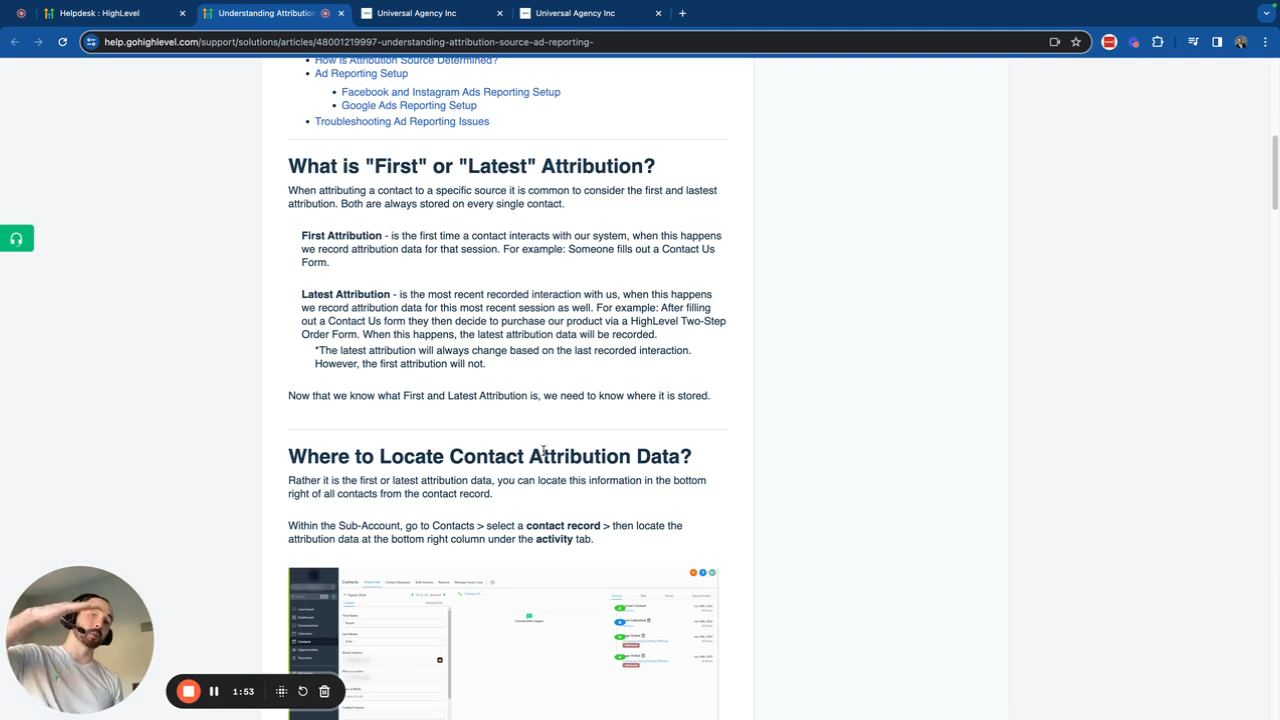 Helpdesk : HighLevel
Understanding Attribution
Universal Agency Inc
Universal Agency Inc
help.gohighlevel.com/support/solutions/articles/48001219997-understanding-attribution-source-ad-reporting-
How is Attribution Source Determined?
Ad Reporting Setup
Facebook and Instagram Ads Reporting Setup
Google Ads Reporting Setup
Troubleshooting Ad Reporting Issues
What is "First" or "Latest" Attribution?
When attributing a contact to a specific source it is common to consider the first and lastest
attribution. Both are always stored on every single contact.
First Attribution - is the first time a contact interacts with our system, when this happens
we record attribution data for that session. For example: Someone fills out a Contact Us
Form.
Latest Attribution - is the most recent recorded interaction with us, when this happens
we record attribution data for this most recent session as well. For example: After filling
out a Contact Us form they then decide to purchase our product via a HighLevel Two-Step
Order Form. When this happens, the latest attribution data will be recorded.
*The latest attribution will always change based on the last recorded interaction.
However, the first attribution will not.
Now that we know what First and Latest Attribution is, we need to know where it is stored.
Where to Locate Contact Attribution Data?
Rather it is the first or latest attribution data, you can locate this information in the bottom
right of all contacts from the contact record.
Within the Sub-Account, go to Contacts > select a contact record > then locate the
attribution data at the bottom right column under the activity tab.
Contacts
1:53